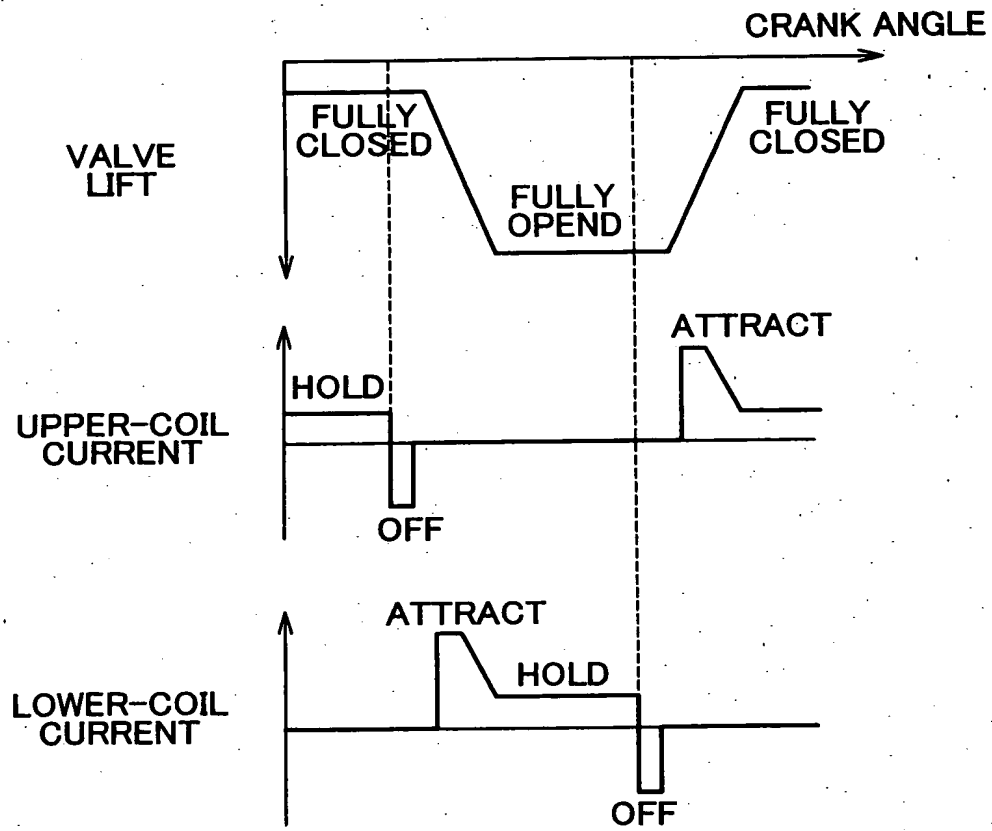 CRANK ANGLE
VALVE
LIFT
FULLY
CLOSED
FULLY
OPEND
FULLY
CLOSED
UPPER-COIL
CURRENT
HOLD
OFF
ATTRACT
LOWER-COIL
CURRENT
ATTRACT
HOLD
OFF